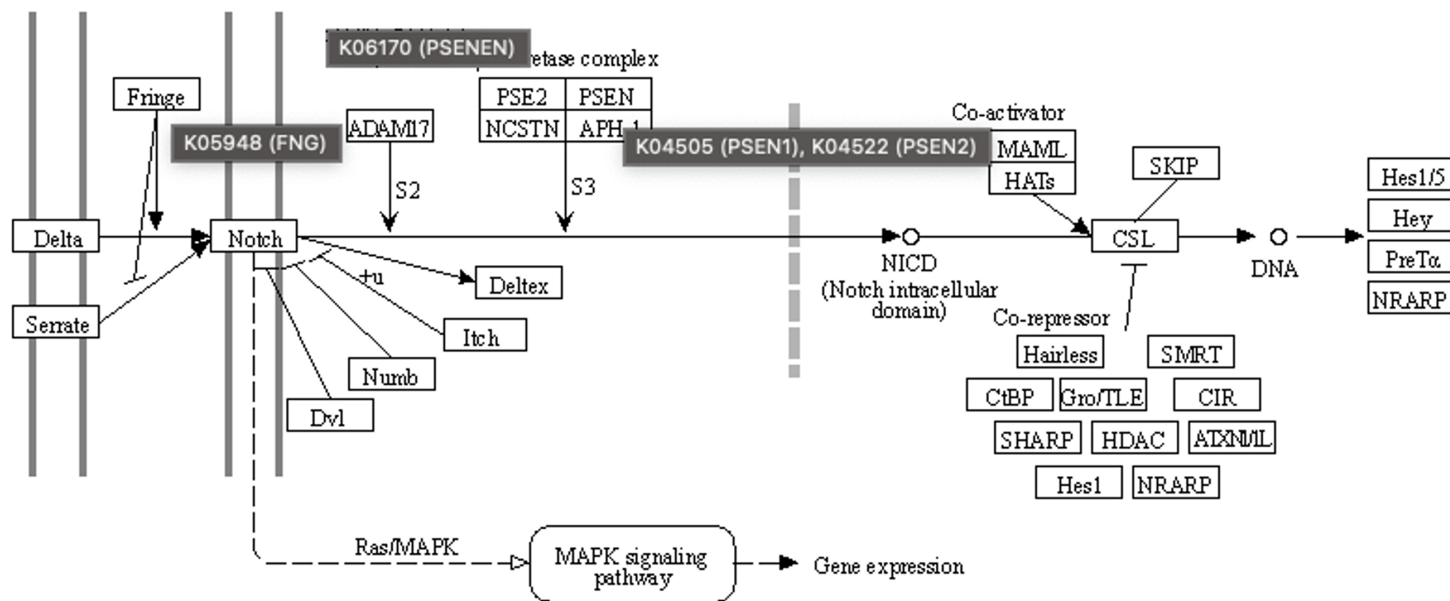 K06170 (PSENEN)
retase complex
Fringe
PSE2
PSEN
Co-activator
K05948 (FNG)
ADAM17
NCSTN
APH-1
K04505 (PSEN1), K04522 (PSEN2)
MAML
HATs
SKIP
Hes1/5
S2
S3
Hey
Delta
Notch
CSL
DNA
NICD
(Notch intracellular
domain)
PreTα
+u
Deltex
NRARP
Serrate
Itch
Co-repressor
Hairless
SMRT
Numb
CtBP
Gro/TLE
CIR
Dvl
SHARP
HDAC
ATXN1/1L
Hes1
NRARP
Ras/MAPK
MAPK signaling
pathway
Gene expression